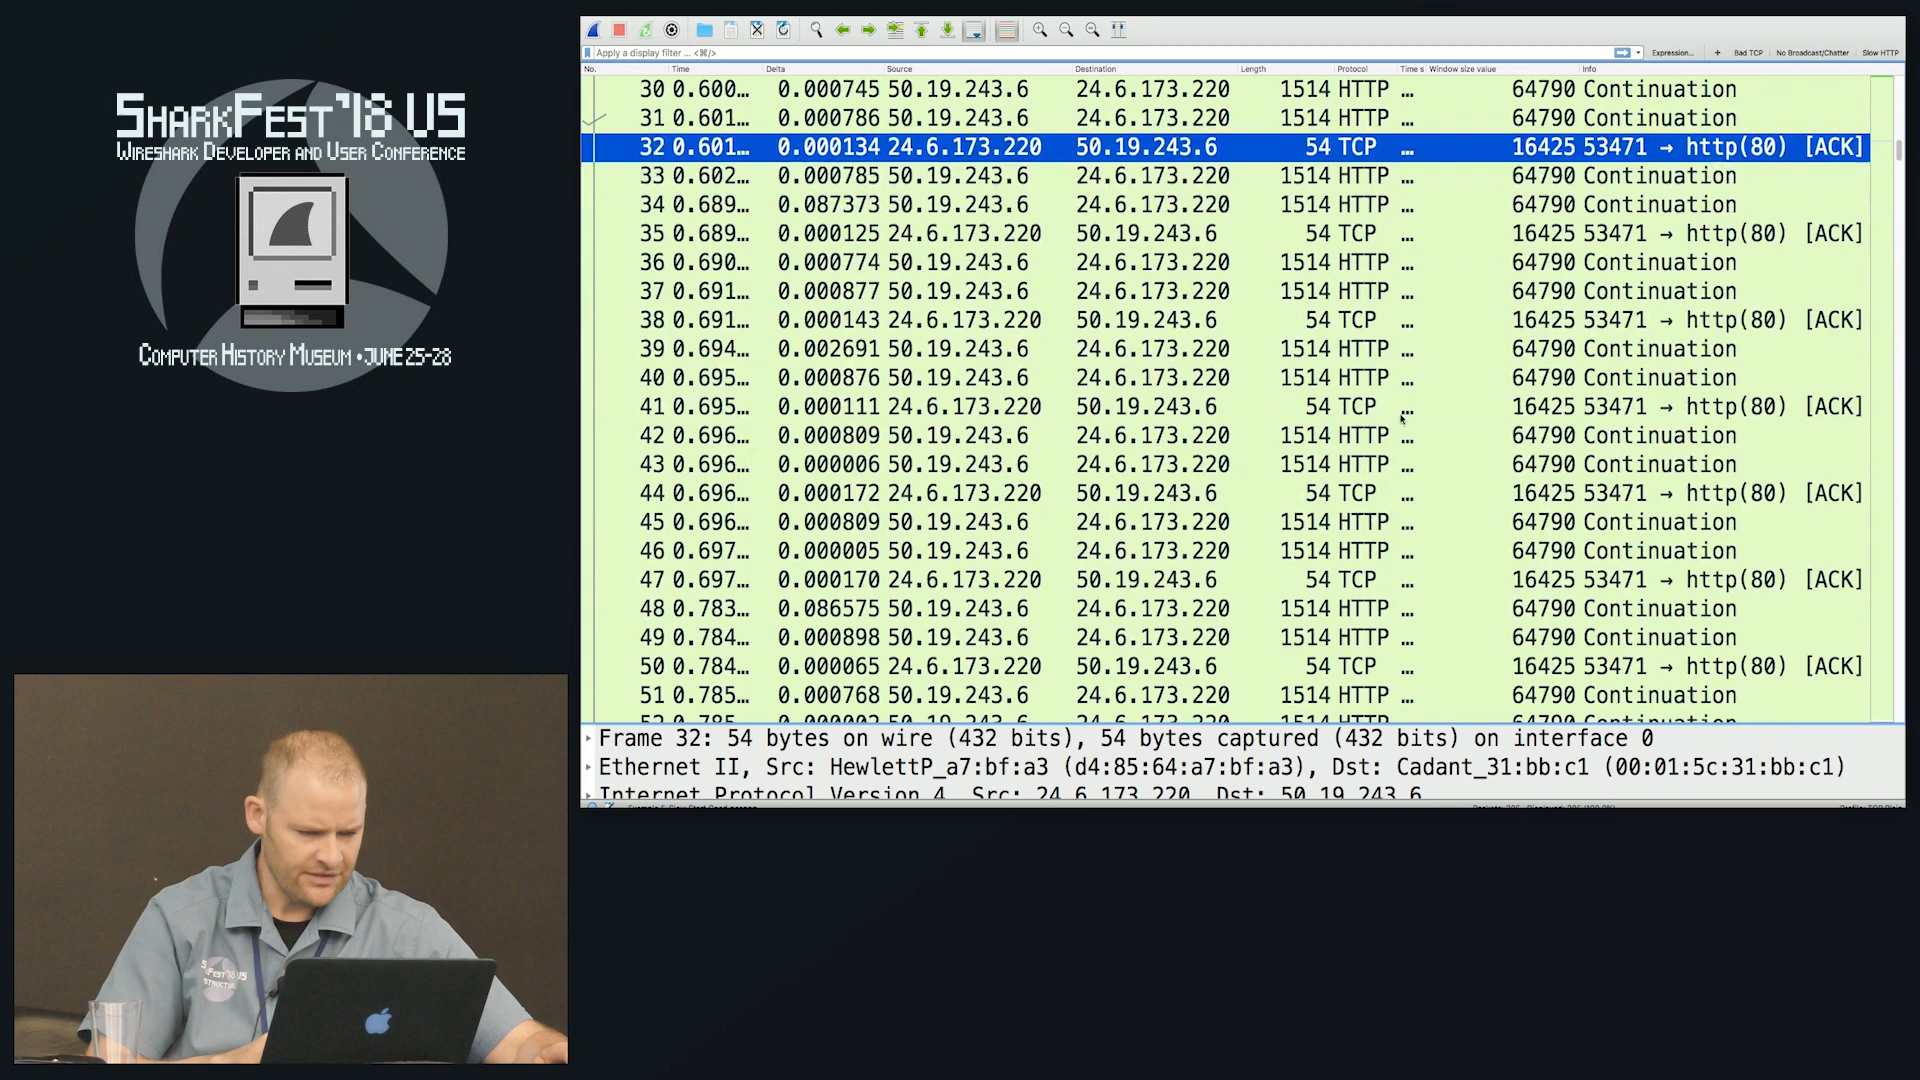 SharkFest'18 US
Wireshark Developer and User Conference
Computer History Museum • June 25-28
Apply a display filter ... <⌘/>
Expression... + Bad TCP No Broadcast/Chatter Slow HTTP
No. Time Delta Source Destination Length Protocol Time s Window size value Info
30 0.600… 0.000745 50.19.243.6 24.6.173.220 1514 HTTP … 64790 Continuation
31 0.601… 0.000786 50.19.243.6 24.6.173.220 1514 HTTP … 64790 Continuation
32 0.601… 0.000134 24.6.173.220 50.19.243.6 54 TCP … 16425 53471 → http(80) [ACK]
33 0.602… 0.000785 50.19.243.6 24.6.173.220 1514 HTTP … 64790 Continuation
34 0.689… 0.087373 50.19.243.6 24.6.173.220 1514 HTTP … 64790 Continuation
35 0.689… 0.000125 24.6.173.220 50.19.243.6 54 TCP … 16425 53471 → http(80) [ACK]
36 0.690… 0.000774 50.19.243.6 24.6.173.220 1514 HTTP … 64790 Continuation
37 0.691… 0.000877 50.19.243.6 24.6.173.220 1514 HTTP … 64790 Continuation
38 0.691… 0.000143 24.6.173.220 50.19.243.6 54 TCP … 16425 53471 → http(80) [ACK]
39 0.694… 0.002691 50.19.243.6 24.6.173.220 1514 HTTP … 64790 Continuation
40 0.695… 0.000876 50.19.243.6 24.6.173.220 1514 HTTP … 64790 Continuation
41 0.695… 0.000111 24.6.173.220 50.19.243.6 54 TCP … 16425 53471 → http(80) [ACK]
42 0.696… 0.000809 50.19.243.6 24.6.173.220 1514 HTTP … 64790 Continuation
43 0.696… 0.000006 50.19.243.6 24.6.173.220 1514 HTTP … 64790 Continuation
44 0.696… 0.000172 24.6.173.220 50.19.243.6 54 TCP … 16425 53471 → http(80) [ACK]
45 0.696… 0.000809 50.19.243.6 24.6.173.220 1514 HTTP … 64790 Continuation
46 0.697… 0.000005 50.19.243.6 24.6.173.220 1514 HTTP … 64790 Continuation
47 0.697… 0.000170 24.6.173.220 50.19.243.6 54 TCP … 16425 53471 → http(80) [ACK]
48 0.783… 0.086575 50.19.243.6 24.6.173.220 1514 HTTP … 64790 Continuation
49 0.784… 0.000898 50.19.243.6 24.6.173.220 1514 HTTP … 64790 Continuation
50 0.784… 0.000065 24.6.173.220 50.19.243.6 54 TCP … 16425 53471 → http(80) [ACK]
51 0.785… 0.000768 50.19.243.6 24.6.173.220 1514 HTTP … 64790 Continuation
Frame 32: 54 bytes on wire (432 bits), 54 bytes captured (432 bits) on interface 0
Ethernet II, Src: HewlettP_a7:bf:a3 (d4:85:64:a7:bf:a3), Dst: Cadant_31:bb:c1 (00:01:5c:31:bb:c1)
Internet Protocol Version 4, Src: 24.6.173.220, Dst: 50.19.243.6